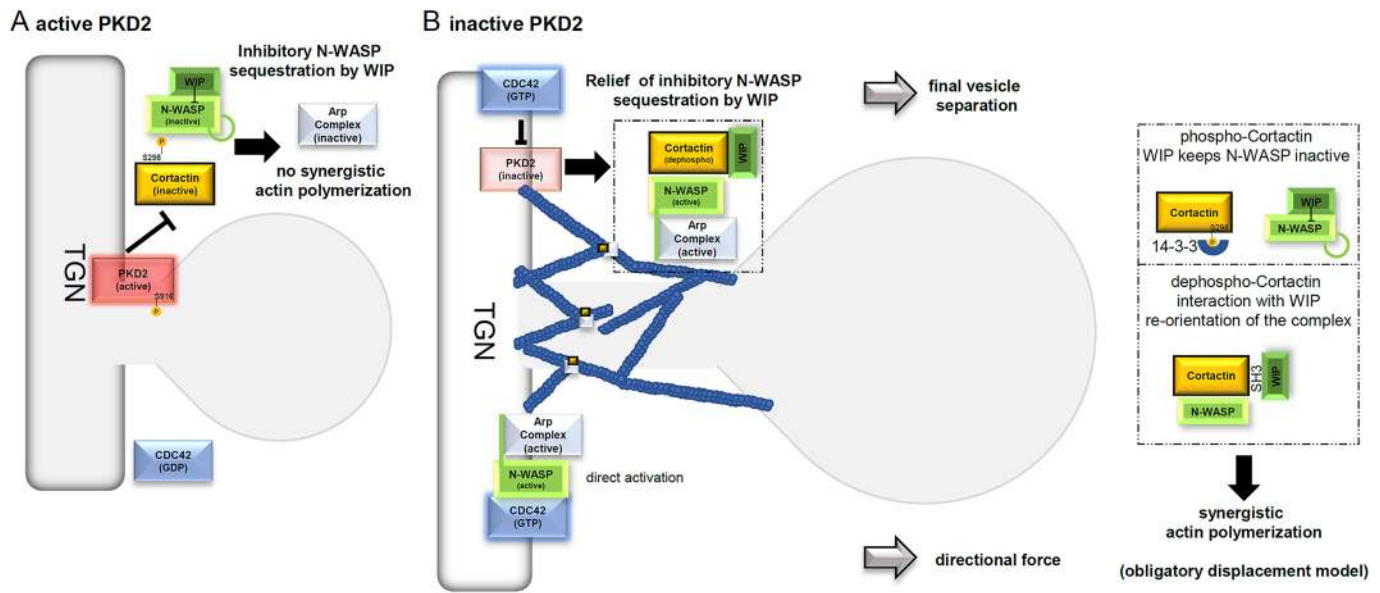 A active PKD2
Inhibitory N-WASP
sequestration by WIP
WIP
N-WASP
(inactive)
P
S298
Cortactin
(inactive)
Arp
Complex
(inactive)
no synergistic
actin polymerization
TGN
PKD2
(active)
S916
P
CDC42
(GDP)
B inactive PKD2
CDC42
(GTP)
PKD2
(inactive)
Relief of inhibitory N-WASP
sequestration by WIP
Cortactin
(dephospho)
WIP
N-WASP
(active)
Arp
Complex
(active)
TGN
Arp
Complex
(active)
N-WASP
(active)
CDC42
(GTP)
direct activation
final vesicle
separation
directional force
phospho-Cortactin
WIP keeps N-WASP inactive
Cortactin
S298
P
14-3-3
WIP
N-WASP
dephospho-Cortactin
interaction with WIP
re-orientation of the complex
Cortactin
SH3
WIP
N-WASP
synergistic
actin polymerization
(obligatory displacement model)